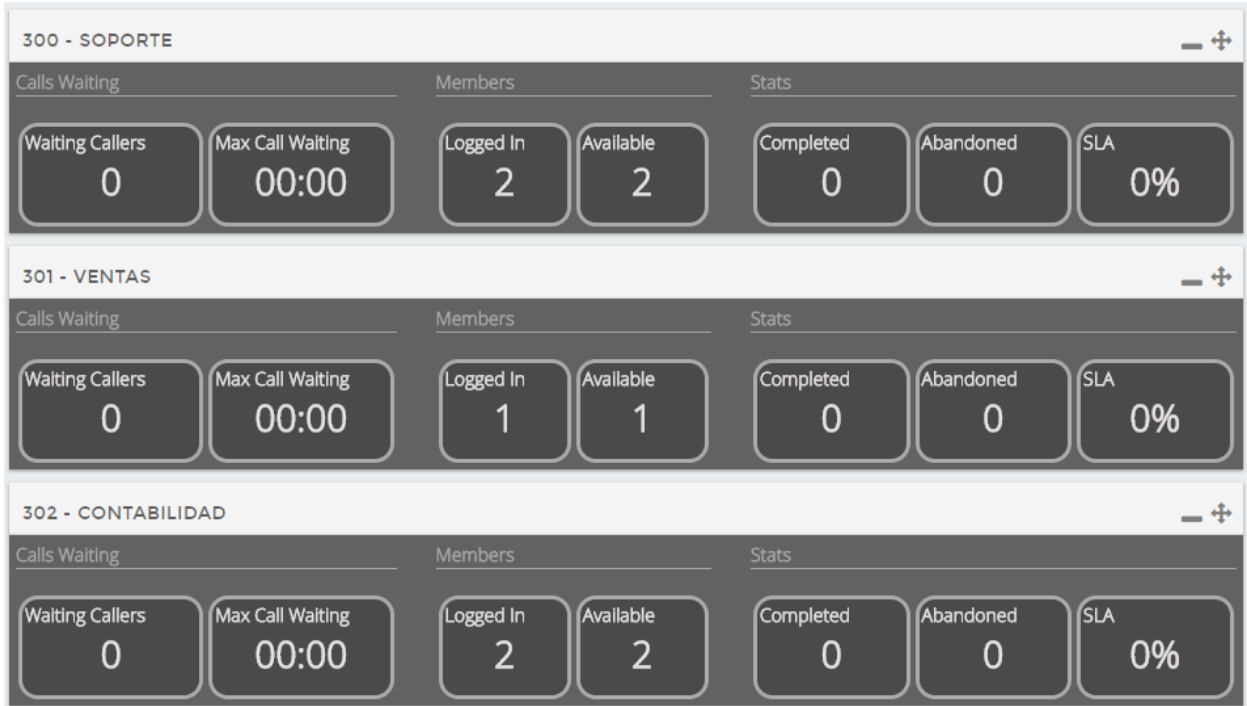 300 - SOPORTE
Calls Waiting Members Stats
Waiting Callers Max Call Waiting Logged In Available Completed Abandoned SLA
0 00:00 2 2 0 0 0%
301 - VENTAS
Calls Waiting Members Stats
Waiting Callers Max Call Waiting Logged In Available Completed Abandoned SLA
0 00:00 1 1 0 0 0%
302 - CONTABILIDAD
Calls Waiting Members Stats
Waiting Callers Max Call Waiting Logged In Available Completed Abandoned SLA
0 00:00 2 2 0 0 0%